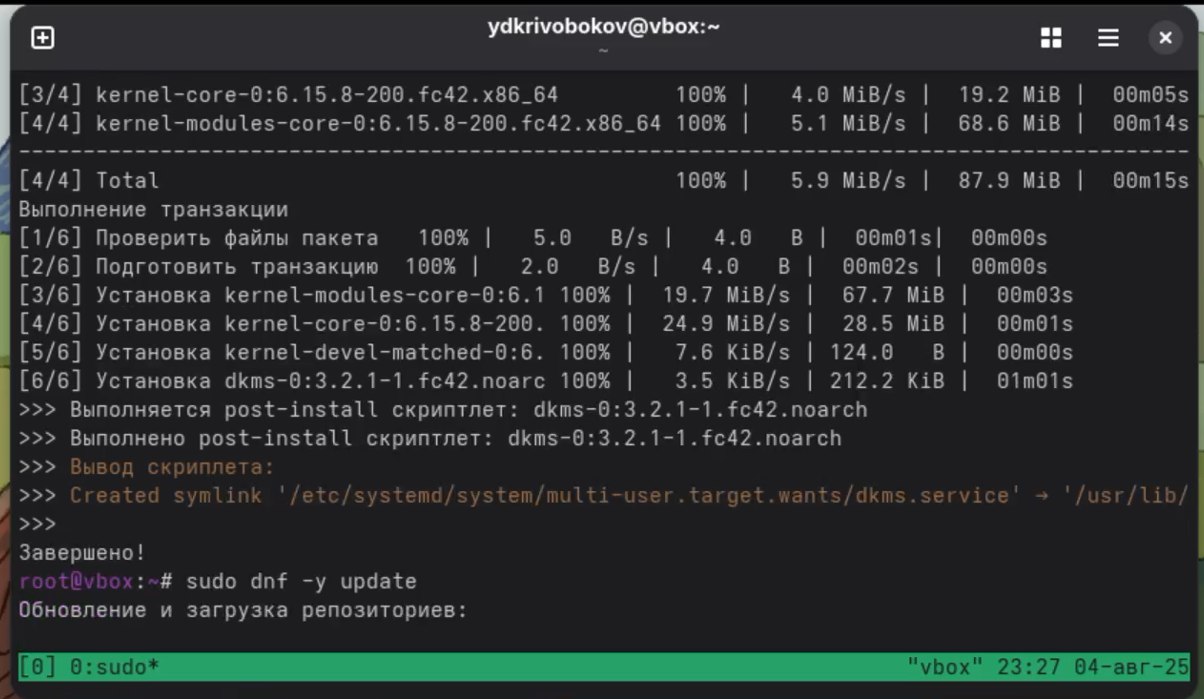 ydkrivobokov@vbox:~
~
[3/4] kernel-core-0:6.15.8-200.fc42.x86_64 100% | 4.0 MiB/s | 19.2 MiB | 00m05s
[4/4] kernel-modules-core-0:6.15.8-200.fc42.x86_64 100% | 5.1 MiB/s | 68.6 MiB | 00m14s
--------------------------------------------------------------------------------------------
[4/4] Total 100% | 5.9 MiB/s | 87.9 MiB | 00m15s
Выполнение транзакции
[1/6] Проверить файлы пакета 100% | 5.0 B/s | 4.0 B | 00m01s| 00m00s
[2/6] Подготовить транзакцию 100% | 2.0 B/s | 4.0 B | 00m02s | 00m00s
[3/6] Установка kernel-modules-core-0:6.1 100% | 19.7 MiB/s | 67.7 MiB | 00m03s
[4/6] Установка kernel-core-0:6.15.8-200. 100% | 24.9 MiB/s | 28.5 MiB | 00m01s
[5/6] Установка kernel-devel-matched-0:6. 100% | 7.6 KiB/s | 124.0 B | 00m00s
[6/6] Установка dkms-0:3.2.1-1.fc42.noarc 100% | 3.5 KiB/s | 212.2 KiB | 01m01s
>>> Выполняется post-install скриптлет: dkms-0:3.2.1-1.fc42.noarch
>>> Выполнено post-install скриптлет: dkms-0:3.2.1-1.fc42.noarch
>>> Вывод скриплета:
>>> Created symlink '/etc/systemd/system/multi-user.target.wants/dkms.service' → '/usr/lib/
>>>
Завершено!
root@vbox:~# sudo dnf -y update
Обновление и загрузка репозиториев:
[0] 0:sudo* "vbox" 23:27 04-авг-25